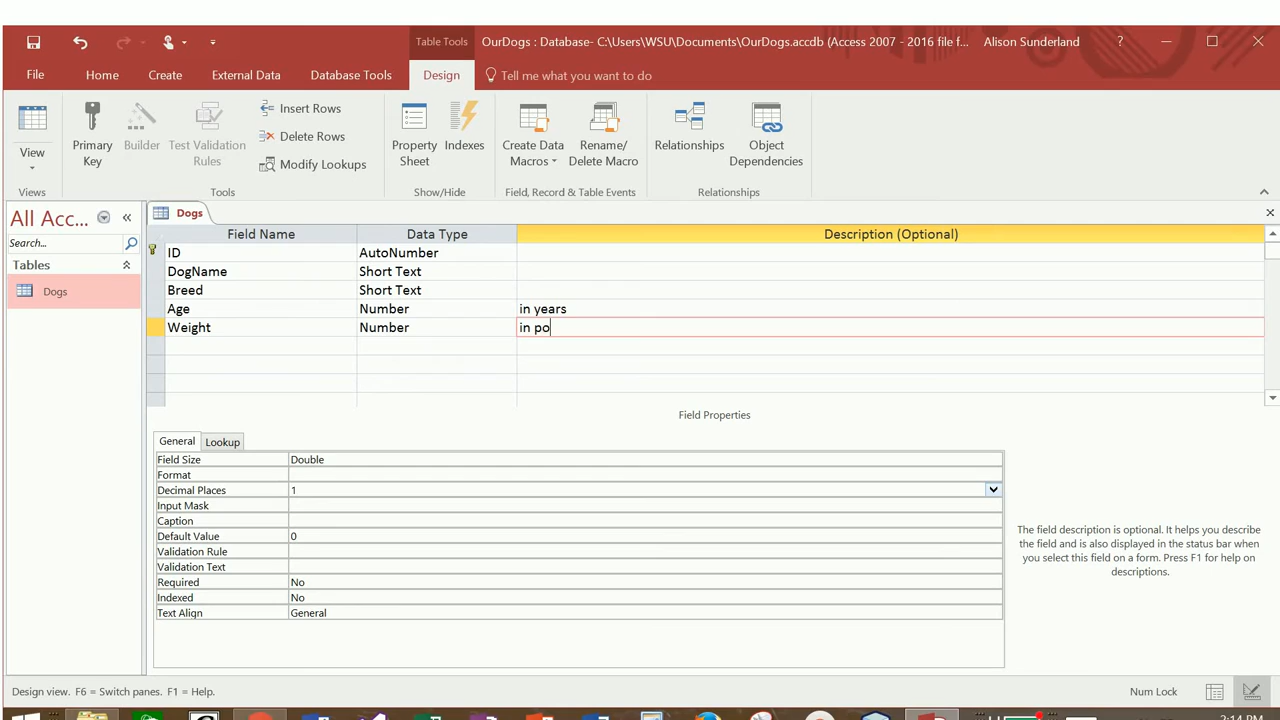 Table Tools
OurDogs : Database- C:\Users\WSU\Documents\OurDogs.accdb (Access 2007 - 2016 file f... Alison Sunderland ?
File Home Create External Data Database Tools Design Tell me what you want to do
View
Primary Key
Builder
Test Validation Rules
Insert Rows
Delete Rows
Modify Lookups
Property Sheet
Indexes
Create Data Macros
Rename/ Delete Macro
Relationships
Object Dependencies
Views Tools Show/Hide Field, Record & Table Events Relationships
All Acc... «
Search...
Tables
Dogs
Dogs
Field Name Data Type Description (Optional)
ID AutoNumber
DogName Short Text
Breed Short Text
Age Number in years
Weight Number in po
Field Properties
General Lookup
Field Size Double
Format
Decimal Places 1
Input Mask
Caption
Default Value 0
Validation Rule
Validation Text
Required No
Indexed No
Text Align General
The field description is optional. It helps you describe
the field and is also displayed in the status bar when
you select this field on a form. Press F1 for help on
descriptions.
Design view. F6 = Switch panes. F1 = Help. Num Lock